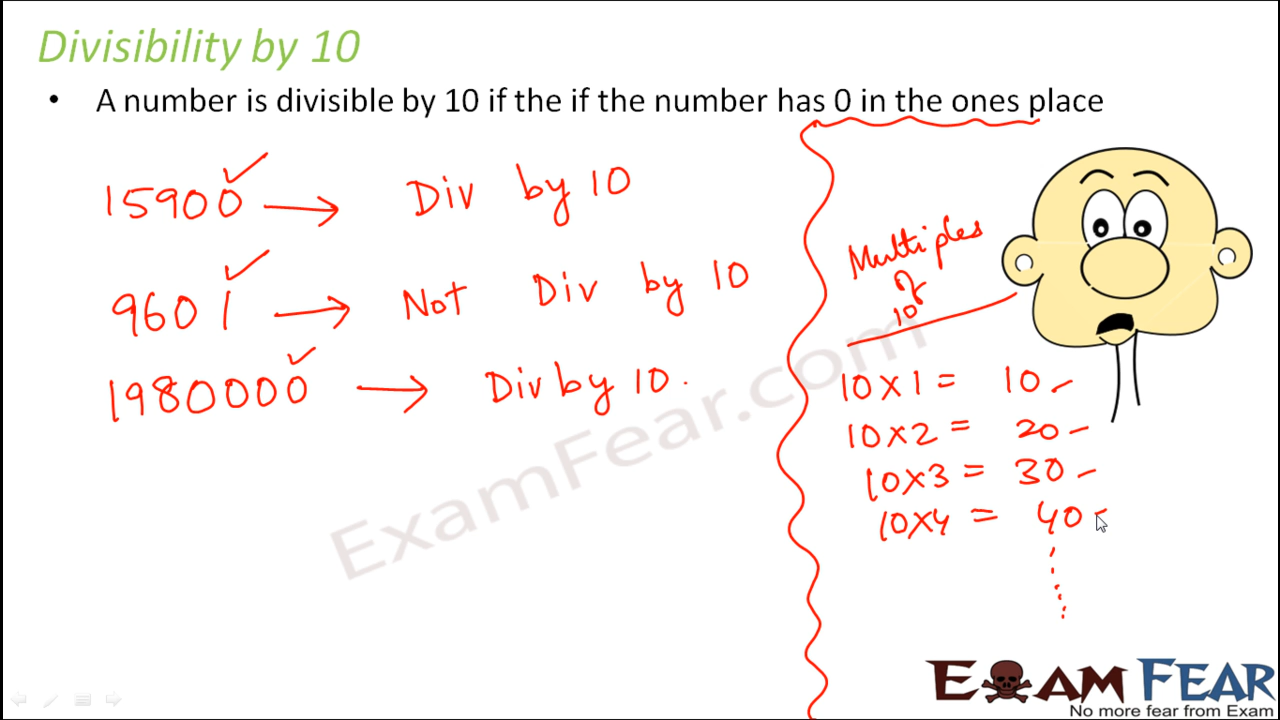 Divisibility by 10
• A number is divisible by 10 if the if the number has 0 in the ones place
15900 ✓ → Div by 10
9601 ✓ → Not Div by 10
1980000 ✓ → Div by 10.
Multiples
of
10
10×1 = 10
10×2 = 20
10×3 = 30
10×4 = 40
ExamFear.com
EXAM FEAR
No more fear from Exam